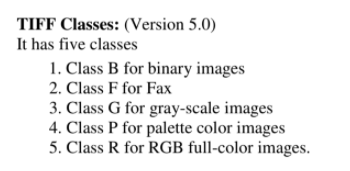 TIFF Classes: (Version 5.0)
It has five classes
1. Class B for binary images
2. Class F for Fax
3. Class G for gray-scale images
4. Class P for palette color images
5. Class R for RGB full-color images.